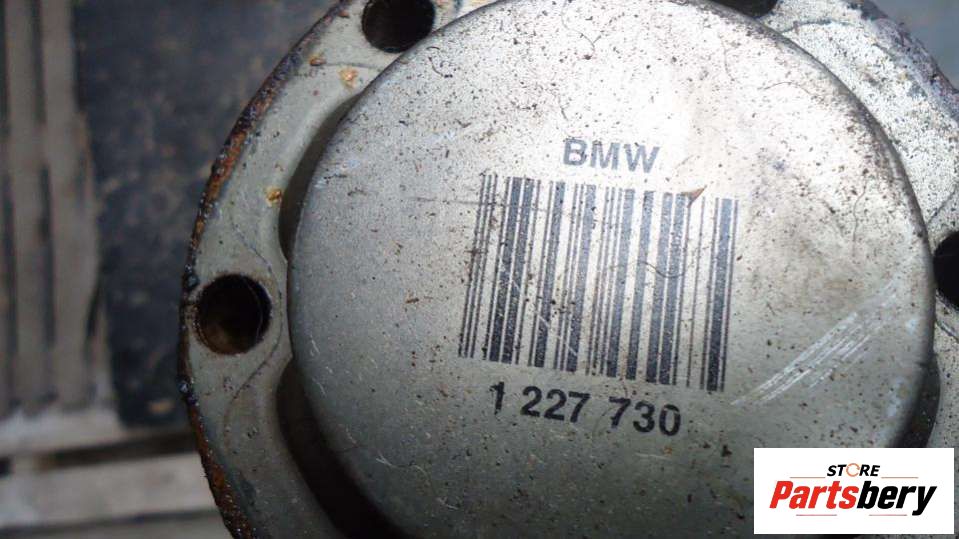 BMW
1 227 730
STORE
Partsbery